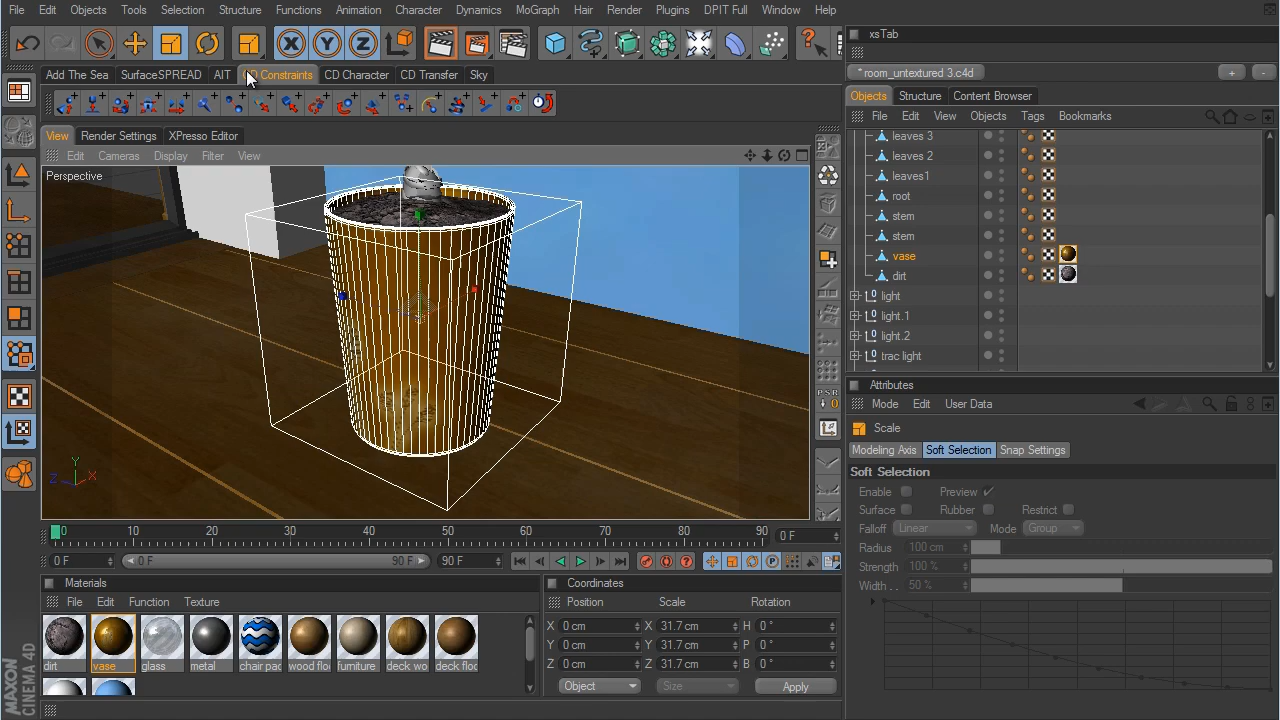 File Edit Objects Tools Selection Structure Functions Animation Character Dynamics MoGraph Hair Render Plugins DPIT Full Window Help
xsTab
* room_untextured 3.c4d
Add The Sea SurfaceSPREAD AIT CD Constraints CD Character CD Transfer Sky
Objects Structure Content Browser
File Edit View Objects Tags Bookmarks
View Render Settings XPresso Editor
Edit Cameras Display Filter View
Perspective
leaves 3
leaves 2
leaves1
root
stem
stem
vase
dirt
light
light.1
light.2
trac light
Attributes
Mode Edit User Data
Scale
Modeling Axis Soft Selection Snap Settings
Soft Selection
Enable Preview
Surface Rubber Restrict
Falloff Linear Mode Group
Radius 100 cm
Strength 100 %
Width . . 50 %
Y
X
Z
P S R
0
0 10 20 30 40 50 60 70 80 90 0 F
0 F 0 F 90 F 90 F
Materials
File Edit Function Texture
dirt vase glass metal chair pad wood floo furniture deck wo deck floo
Coordinates
Position Scale Rotation
X 0 cm X 31.7 cm H 0 °
Y 0 cm Y 31.7 cm P 0 °
Z 0 cm Z 31.7 cm B 0 °
Object Size Apply
MAXON
CINEMA 4D